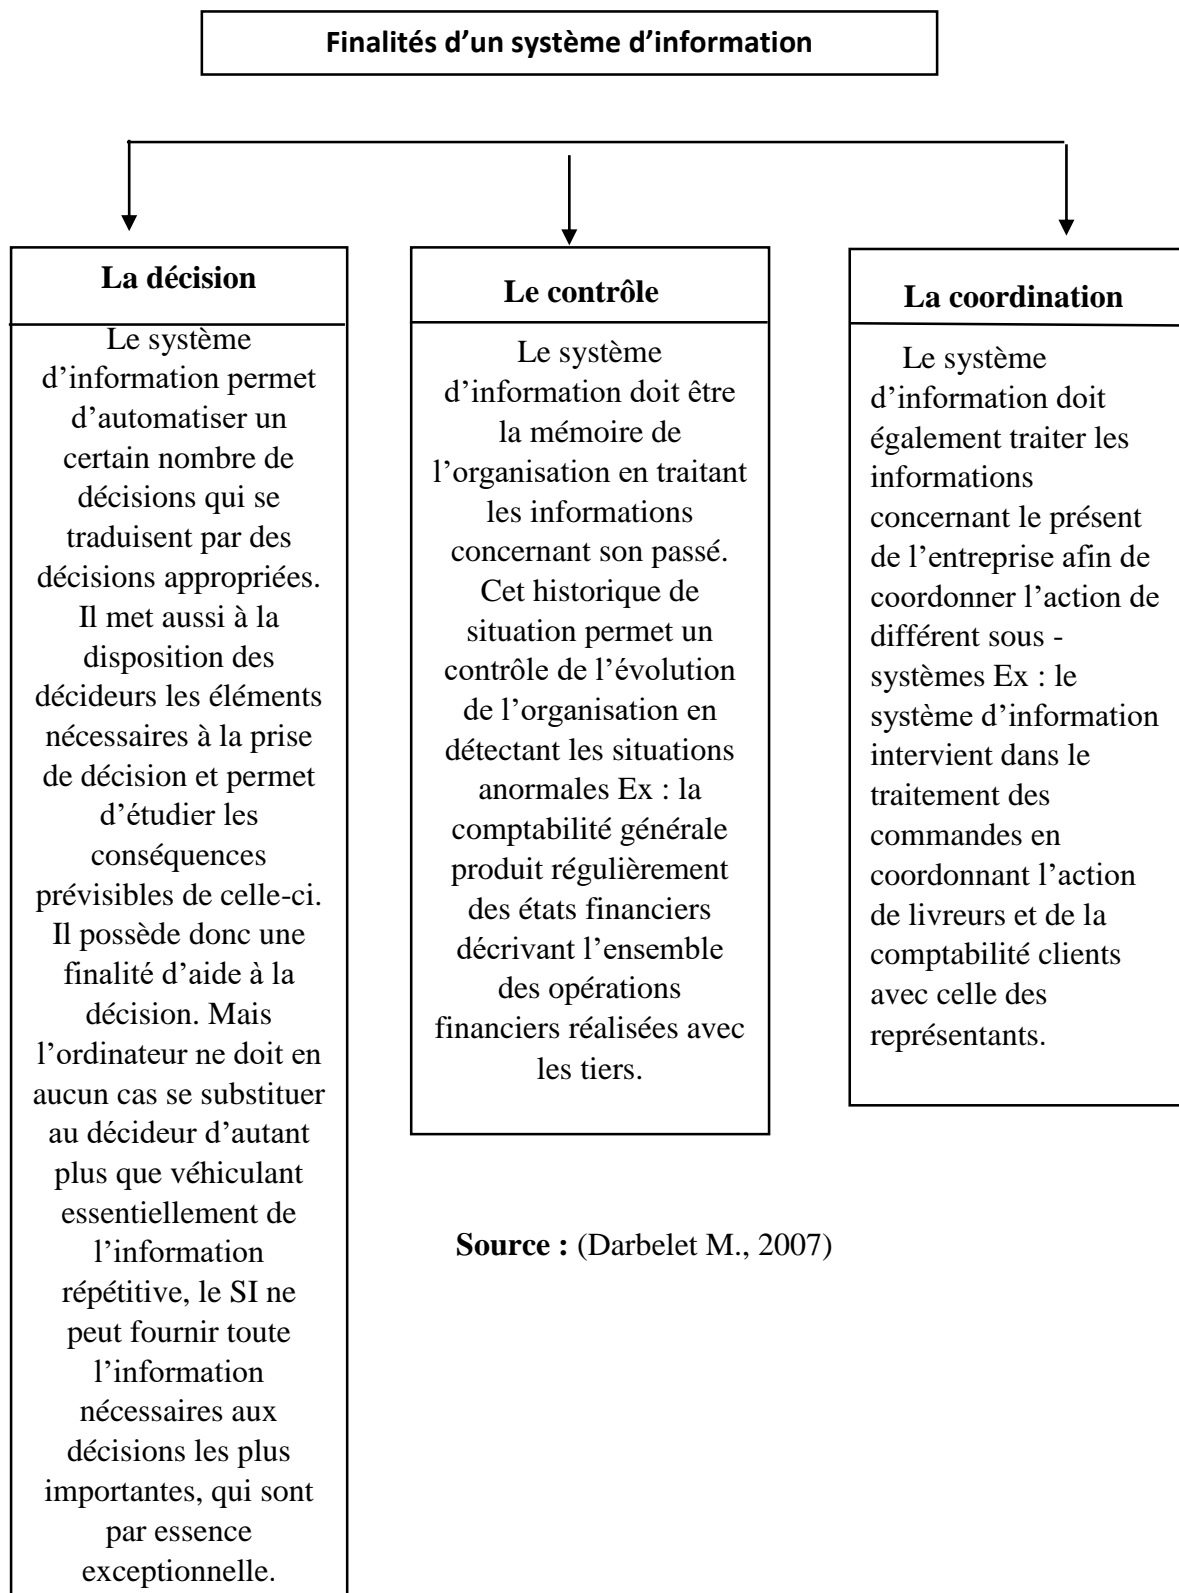 Finalités d’un système d’information
La décision
Le système
d’information permet
d’automatiser un
certain nombre de
décisions qui se
traduisent par des
décisions appropriées.
Il met aussi à la
disposition des
décideurs les éléments
nécessaires à la prise
de décision et permet
d’étudier les
conséquences
prévisibles de celle-ci.
Il possède donc une
finalité d’aide à la
décision. Mais
l’ordinateur ne doit en
aucun cas se substituer
au décideur d’autant
plus que véhiculant
essentiellement de
l’information
répétitive, le SI ne
peut fournir toute
l’information
nécessaires aux
décisions les plus
importantes, qui sont
par essence
exceptionnelle.
Le contrôle
Le système
d’information doit être
la mémoire de
l’organisation en traitant
les informations
concernant son passé.
Cet historique de
situation permet un
contrôle de l’évolution
de l’organisation en
détectant les situations
anormales Ex : la
comptabilité générale
produit régulièrement
des états financiers
décrivant l’ensemble
des opérations
financiers réalisées avec
les tiers.
La coordination
Le système
d’information doit
également traiter les
informations
concernant le présent
de l’entreprise afin de
coordonner l’action de
différent sous -
systèmes Ex : le
système d’information
intervient dans le
traitement des
commandes en
coordonnant l’action
de livreurs et de la
comptabilité clients
avec celle des
représentants.
Source : (Darbelet M., 2007)